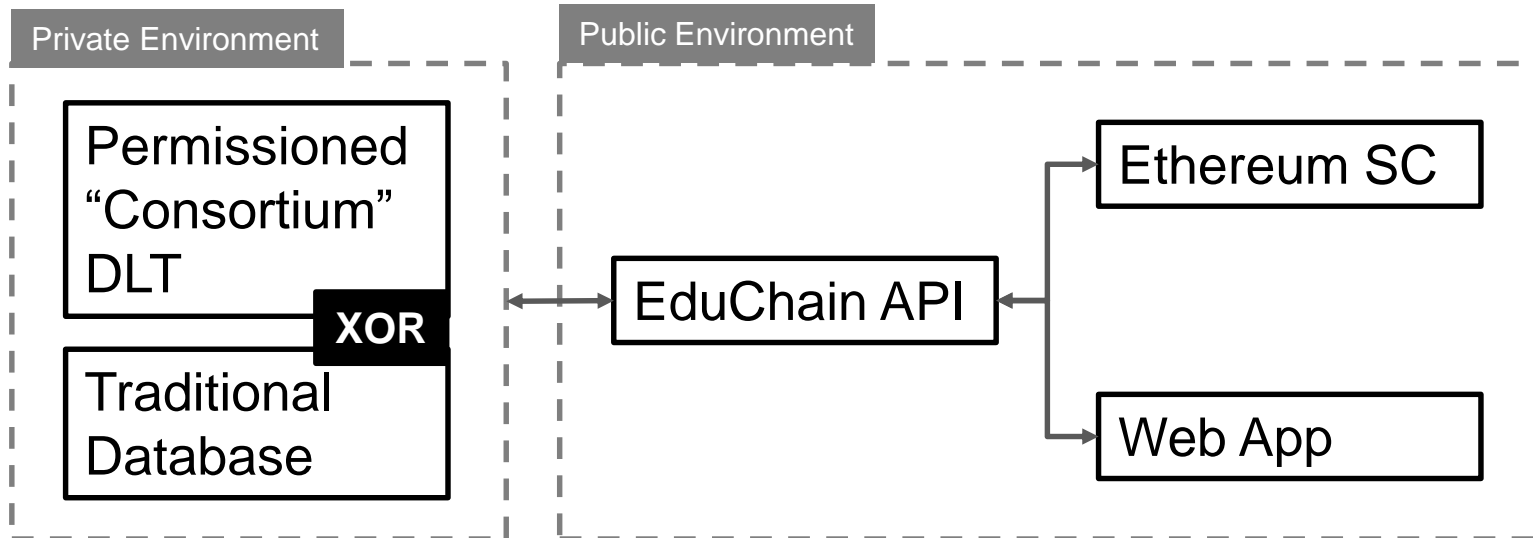 Private Environment
Public Environment
Permissioned
“Consortium”
DLT
XOR
Traditional
Database
EduChain API
Ethereum SC
Web App